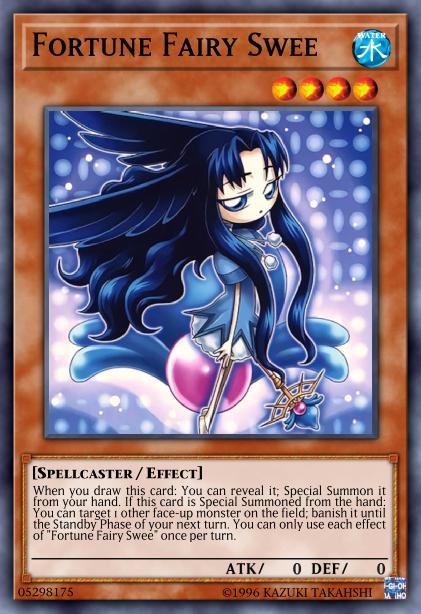 Fortune Fairy Swee
WATER
水
[Spellcaster / Effect]
When you draw this card: You can reveal it; Special Summon it
from your hand. If this card is Special Summoned from the hand:
You can target 1 other face-up monster on the field; banish it until
the Standby Phase of your next turn. You can only use each effect
of "Fortune Fairy Swee" once per turn.
ATK/ 0 DEF/ 0
05298175
©1996 KAZUKI TAKAHSHI